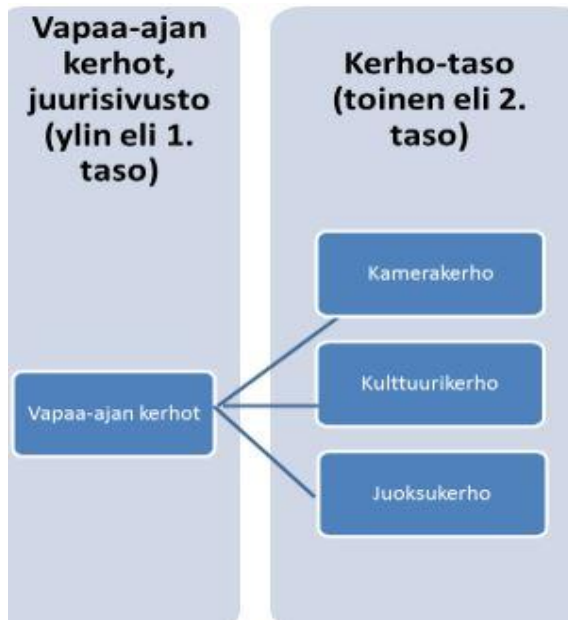 Vapaa-ajan
kerhot,
juurisivusto
(ylin eli 1.
taso)
Kerho-taso
(toinen eli 2.
taso)
Kamerakerho
Kulttuurikerho
Vapaa-ajan kerhot
Juoksukerho